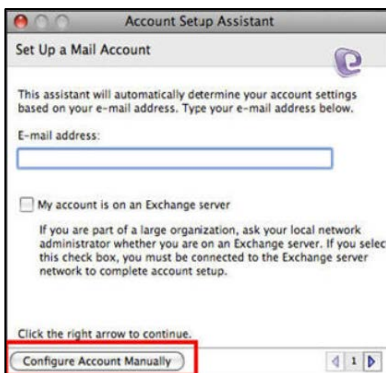 Account Setup Assistant
Set Up a Mail Account
This assistant will automatically determine your account settings
based on your e-mail address. Type your e-mail address below.
E-mail address:
My account is on an Exchange server
If you are part of a large organization, ask your local network
administrator whether you are on an Exchange server. If you selec
this check box, you must be connected to the Exchange server
network to complete account setup.
Click the right arrow to continue.
Configure Account Manually
1